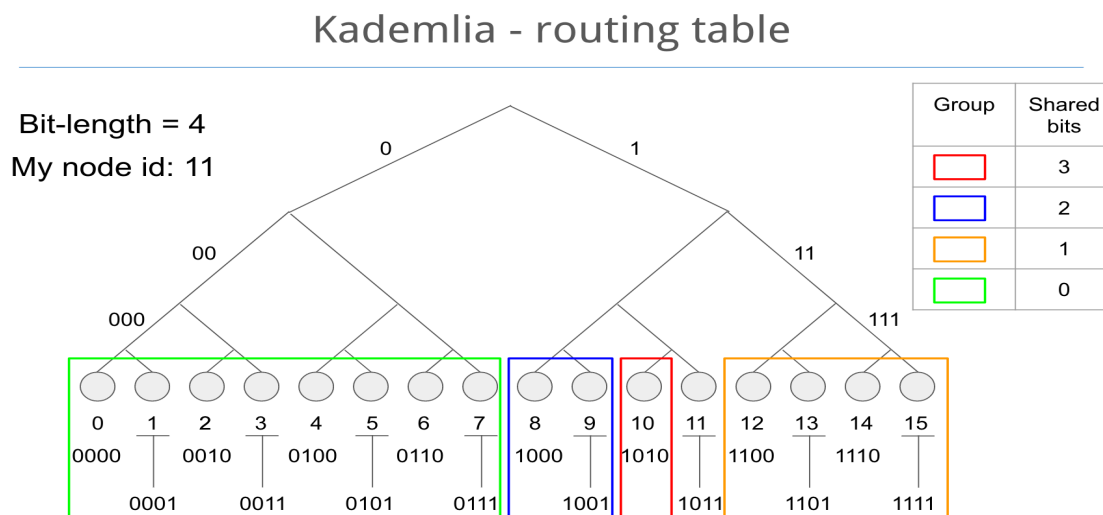 Kademlia - routing table
Bit-length = 4
My node id: 11
Group Shared bits
3
2
1
0
0 1
00 11
000 111
0 1 2 3 4 5 6 7 8 9 10 11 12 13 14 15
0000 0010 0100 0110 1000 1010 1100 1110
0001 0011 0101 0111 1001 1011 1101 1111